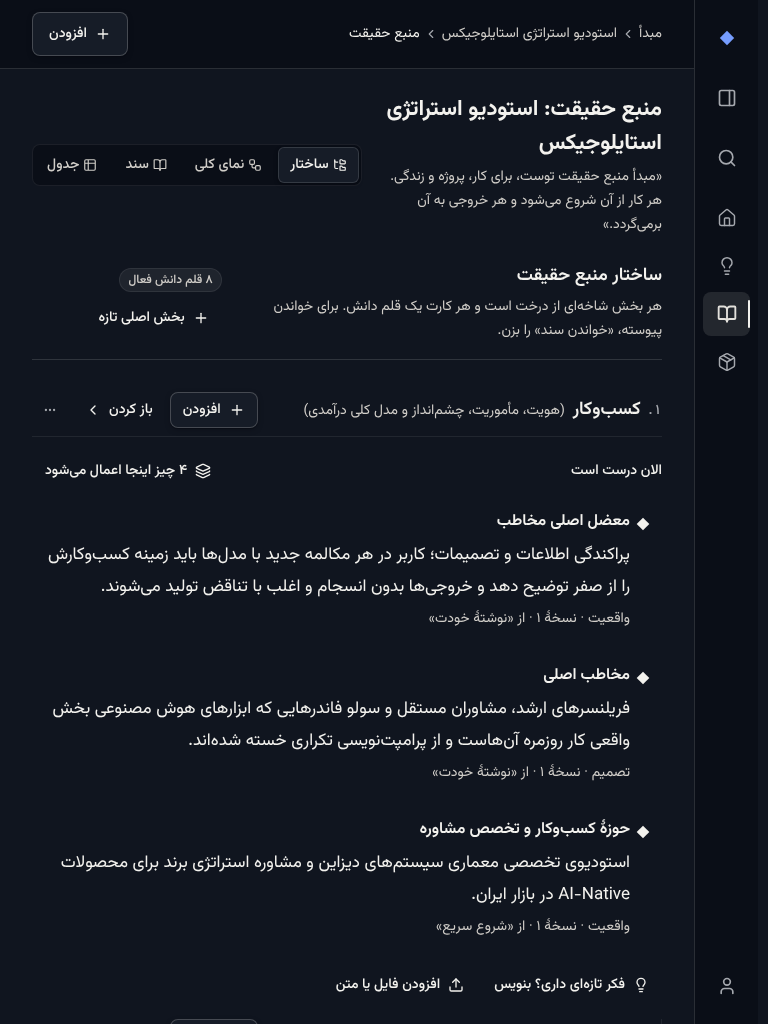 مبدأ › استودیو استراتژی استایلوجیکس › منبع حقیقت
+ افزودن
منبع حقیقت: استودیو استراتژی
استایلوجیکس
«مبدأ منبع حقیقت توست، برای کار، پروژه و زندگی.
هر کار از آن شروع می‌شود و هر خروجی به آن
برمی‌گردد.»
ساختار
نمای کلی
سند
جدول
ساختار منبع حقیقت
هر بخش شاخه‌ای از درخت است و هر کارت یک قلم دانش. برای خواندن
پیوسته، «خواندن سند» را بزن.
۸ قلم دانش فعال
+ بخش اصلی تازه
۱. کسب‌وکار (هویت، مأموریت، چشم‌انداز و مدل کلی درآمدی)
+ افزودن
باز کردن
الان درست است
۴ چیز اینجا اعمال می‌شود
معضل اصلی مخاطب
پراکندگی اطلاعات و تصمیمات؛ کاربر در هر مکالمه جدید با مدل‌ها باید زمینه کسب‌وکارش
را از صفر توضیح دهد و خروجی‌ها بدون انسجام و اغلب با تناقض تولید می‌شوند.
واقعیت · نسخهٔ ۱ · از «نوشتهٔ خودت»
مخاطب اصلی
فریلنسرهای ارشد، مشاوران مستقل و سولو فاندرهایی که ابزارهای هوش مصنوعی بخش
واقعی کار روزمره آن‌هاست و از پرامپت‌نویسی تکراری خسته شده‌اند.
تصمیم · نسخهٔ ۱ · از «نوشتهٔ خودت»
حوزهٔ کسب‌وکار و تخصص مشاوره
استودیوی تخصصی معماری سیستم‌های دیزاین و مشاوره استراتژی برند برای محصولات
AI-Native در بازار ایران.
واقعیت · نسخهٔ ۱ · از «شروع سریع»
فکر تازه‌ای داری؟ بنویس
افزودن فایل یا متن